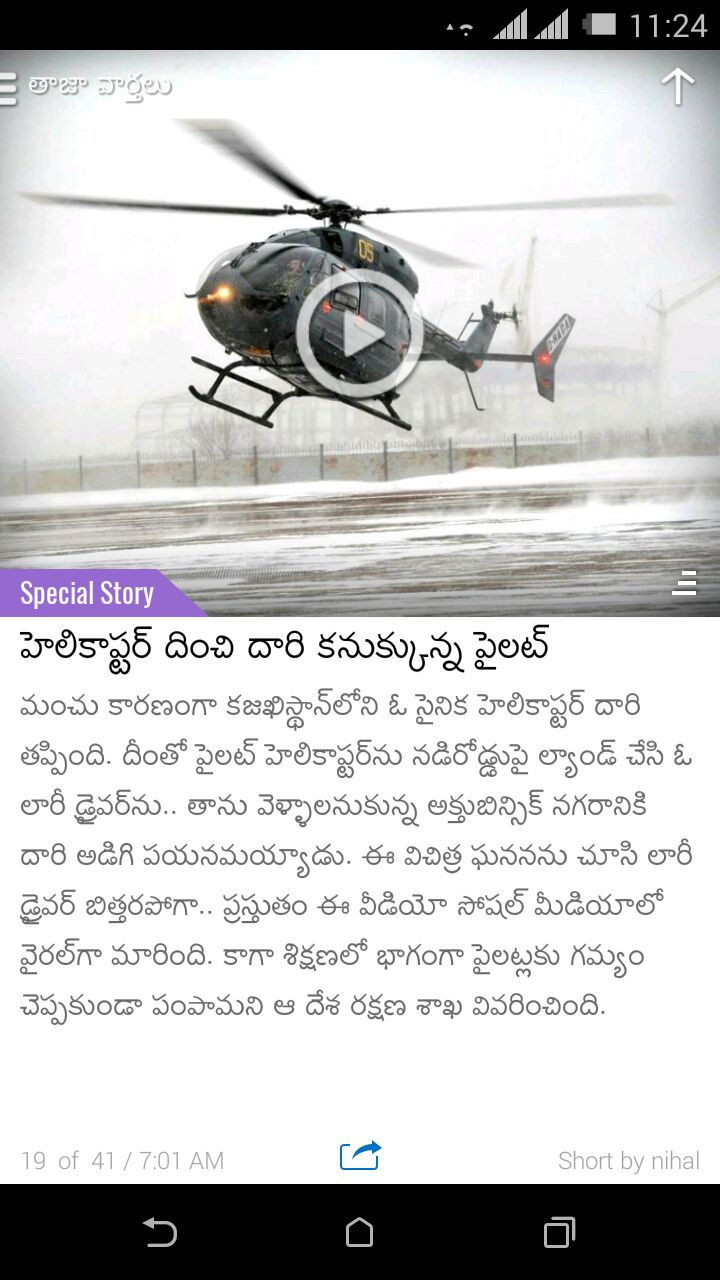 11:24
తాజా వార్తలు
05
Special Story
హెలికాప్టర్ దించి దారి కనుక్కున్న పైలట్
మంచు కారణంగా కజఖిస్థాన్‌లోని ఓ సైనిక హెలికాప్టర్ దారి
తప్పింది. దీంతో పైలట్ హెలికాప్టర్‌ను నడిరోడ్డుపై ల్యాండ్ చేసి ఓ
లారీ డ్రైవర్‌ను.. తాను వెళ్ళాలనుకున్న అక్తుబిన్సిక్ నగరానికి
దారి అడిగి పయనమయ్యాడు. ఈ విచిత్ర ఘనననను చూసి లారీ
డ్రైవర్ బిత్తరపోగా.. ప్రస్తుతం ఈ వీడియో సోషల్ మీడియాలో
వైరల్‌గా మారింది. కాగా శిక్షణలో భాగంగా పైలట్లకు గమ్యం
చెప్పకుండా పంపామని ఆ దేశ రక్షణ శాఖ వివరించింది.
19 of 41 / 7:01 AM
Short by nihal